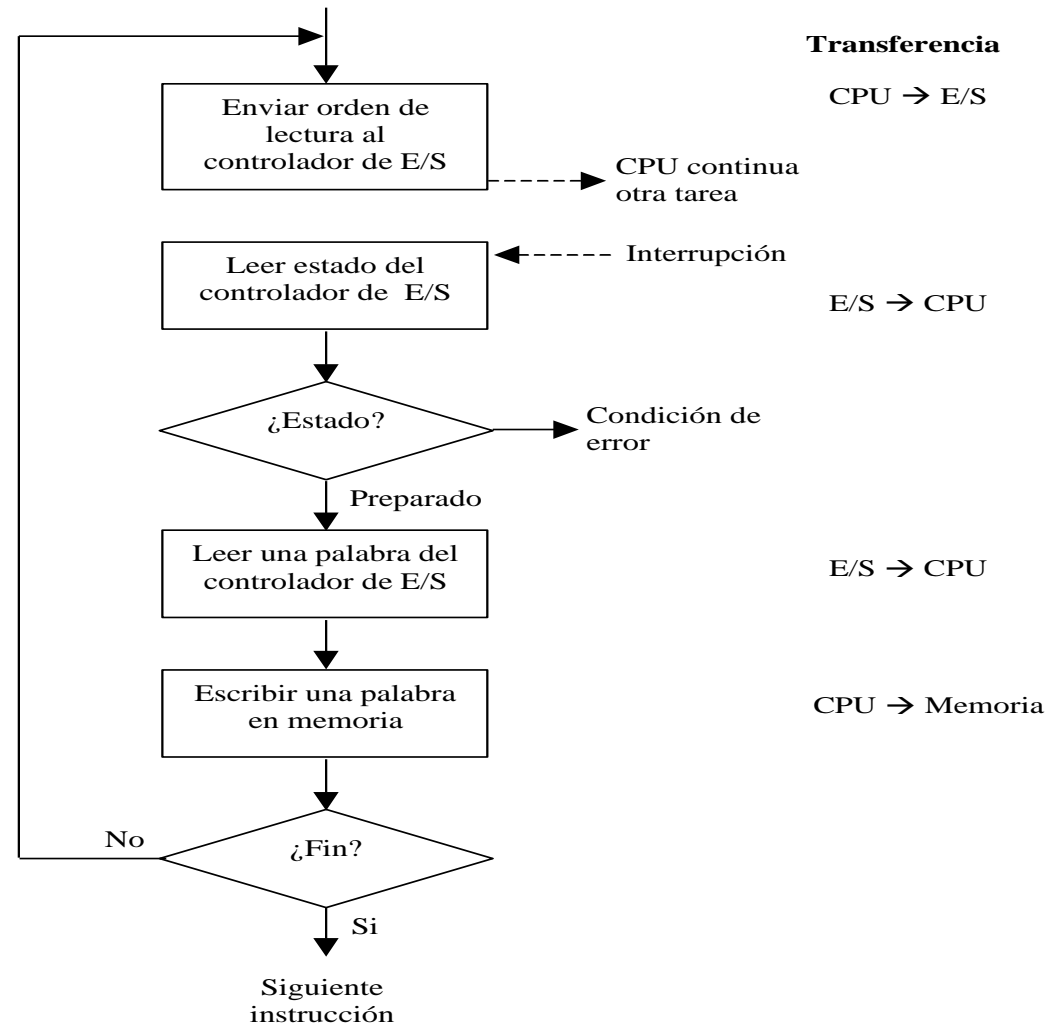 Transferencia
Enviar orden de
lectura al
controlador de E/S
CPU → E/S
CPU continua
otra tarea
Interrupción
Leer estado del
controlador de E/S
E/S → CPU
¿Estado?
Condición de
error
Preparado
Leer una palabra del
controlador de E/S
E/S → CPU
Escribir una palabra
en memoria
CPU → Memoria
No
¿Fin?
Si
Siguiente
instrucción